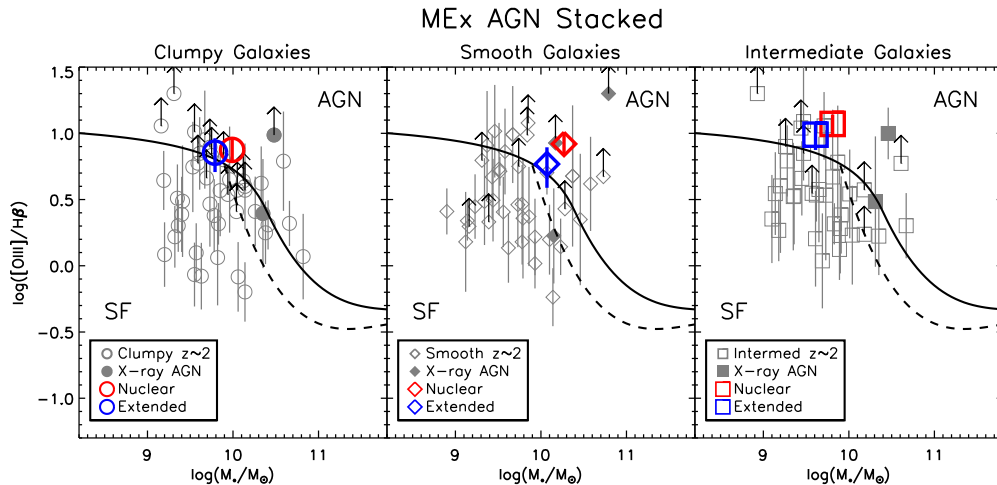 MEx AGN Stacked
Clumpy Galaxies
Smooth Galaxies
Intermediate Galaxies
log([OIII]/Hβ)
1.5
1.0
0.5
0.0
−0.5
−1.0
AGN
SF
Clumpy z~2
X-ray AGN
Nuclear
Extended
9 10 11
log(M*/M⊙)
AGN
SF
Smooth z~2
X-ray AGN
Nuclear
Extended
9 10 11
log(M*/M⊙)
AGN
SF
Intermed z~2
X-ray AGN
Nuclear
Extended
9 10 11
log(M*/M⊙)